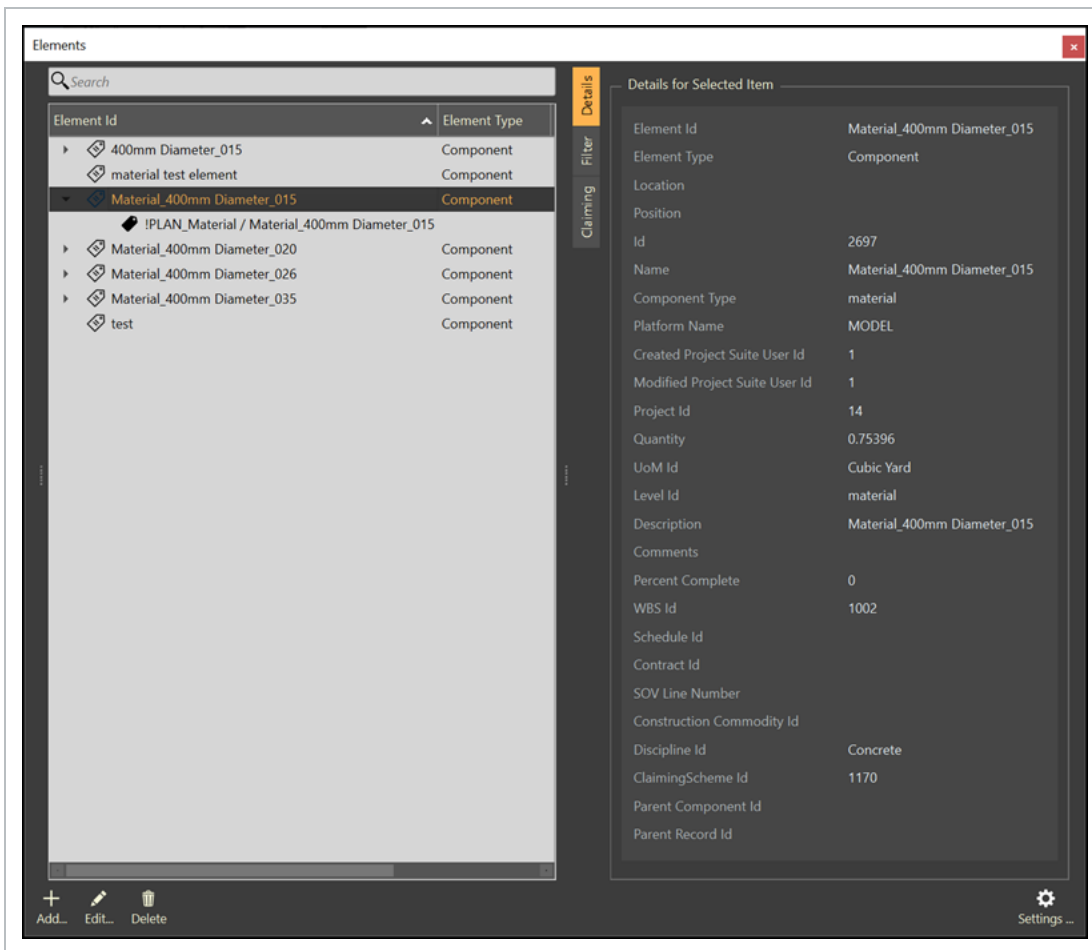 Elements
Search
Element Id Element Type
400mm Diameter_015 Component
material test element Component
Material_400mm Diameter_015 Component
!PLAN_Material / Material_400mm Diameter_015
Material_400mm Diameter_020 Component
Material_400mm Diameter_026 Component
Material_400mm Diameter_035 Component
test Component
Details
Filter
Claiming
Details for Selected Item
Element Id Material_400mm Diameter_015
Element Type Component
Location
Position
Id 2697
Name Material_400mm Diameter_015
Component Type material
Platform Name MODEL
Created Project Suite User Id 1
Modified Project Suite User Id 1
Project Id 14
Quantity 0.75396
UoM Id Cubic Yard
Level Id material
Description Material_400mm Diameter_015
Comments
Percent Complete 0
WBS Id 1002
Schedule Id
Contract Id
SOV Line Number
Construction Commodity Id
Discipline Id Concrete
ClaimingScheme Id 1170
Parent Component Id
Parent Record Id
Add... Edit... Delete
Settings ...